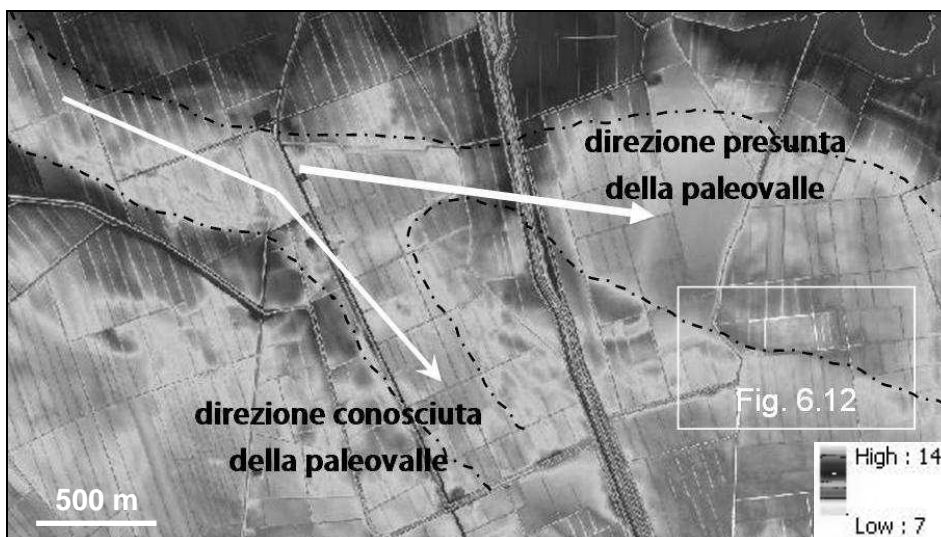 direzione presunta
della paleovalle
direzione conosciuta
della paleovalle
Fig. 6.12
500 m
High : 14
Low : 7